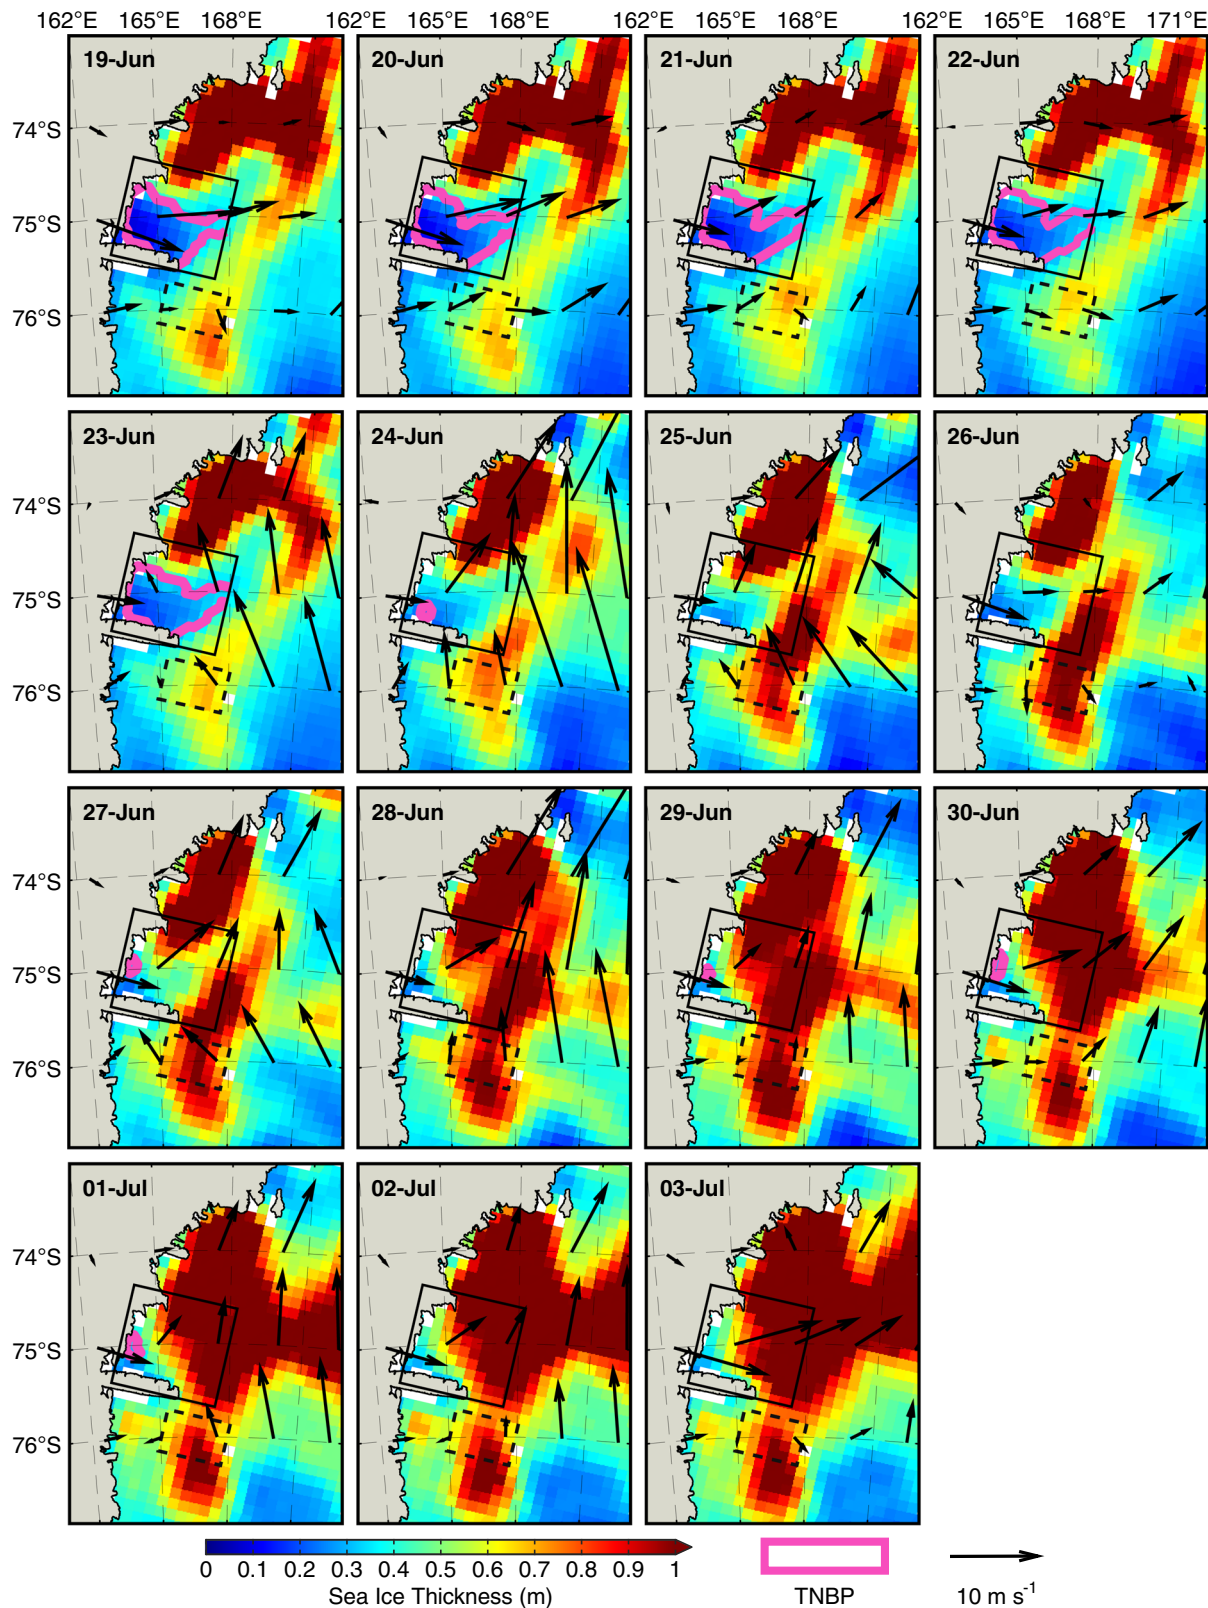 162°E 165°E 168°E 162°E 165°E 168°E 162°E 165°E 168°E 162°E 165°E 168°E 171°E
19-Jun 20-Jun 21-Jun 22-Jun
74°S
75°S
76°S
23-Jun 24-Jun 25-Jun 26-Jun
74°S
75°S
76°S
27-Jun 28-Jun 29-Jun 30-Jun
74°S
75°S
76°S
01-Jul 02-Jul 03-Jul
74°S
75°S
76°S
0 0.1 0.2 0.3 0.4 0.5 0.6 0.7 0.8 0.9 1
Sea Ice Thickness (m) TNBP 10 m s⁻¹